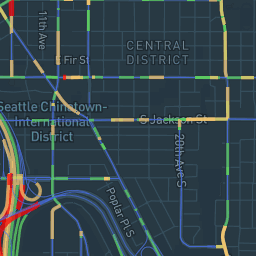 11th Ave
CENTRAL
DISTRICT
E Fir St
Seattle Chinatown-
International
District
S Jackson St
20th Ave S
Poplar Pl S